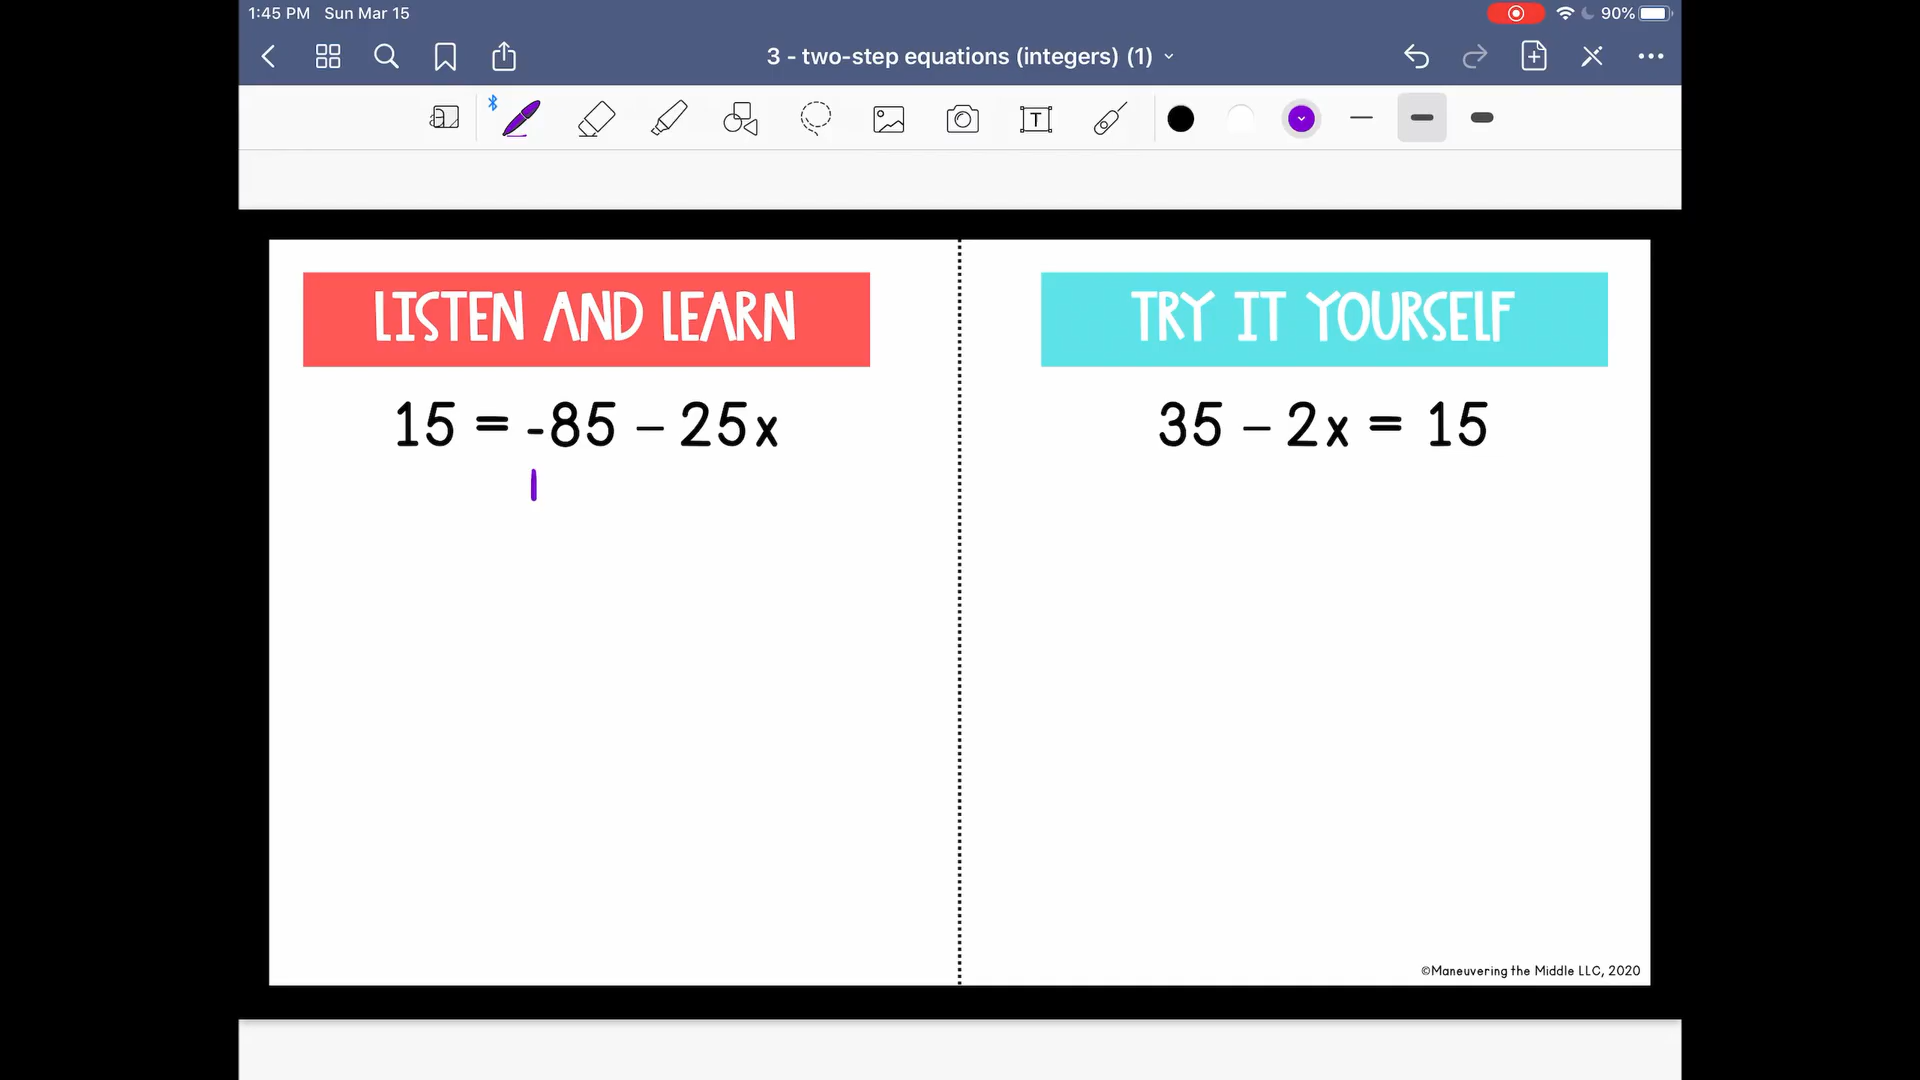 1:45 PM Sun Mar 15
90%
3 - two-step equations (integers) (1)
T
LISTEN AND LEARN
15 = -85 – 25x
TRY IT YOURSELF
35 – 2x = 15
©Maneuvering the Middle LLC, 2020